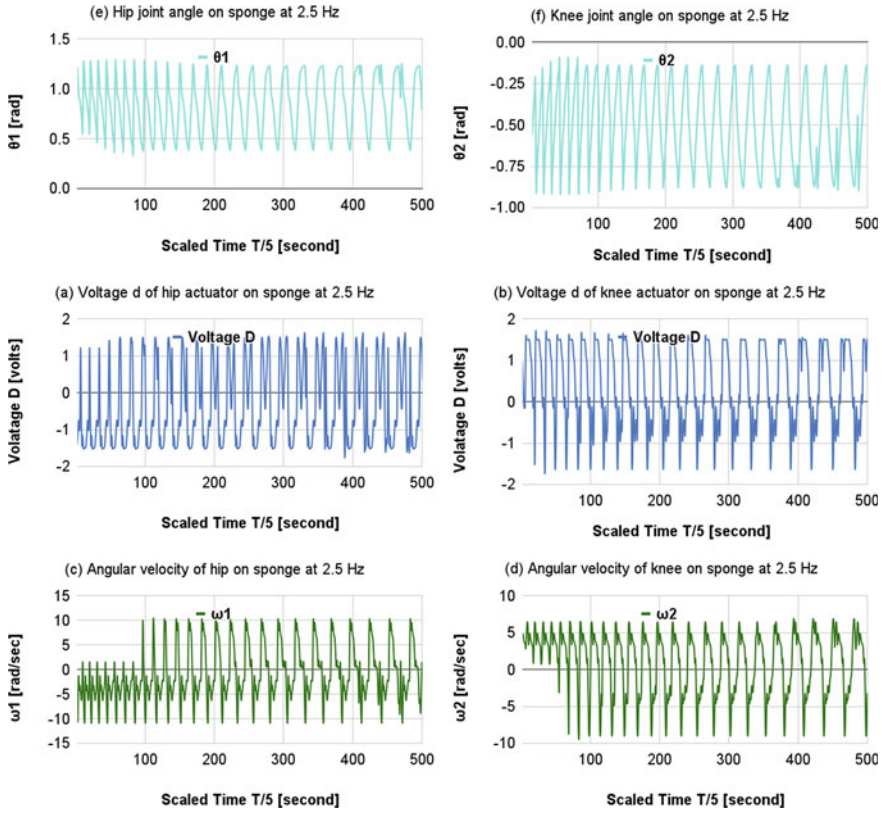 (e) Hip joint angle on sponge at 2.5 Hz
1.5
1.0
0.5
0.0
θ1 [rad]
θ1
100 200 300 400 500
Scaled Time T/5 [second]
(f) Knee joint angle on sponge at 2.5 Hz
0.00
-0.25
-0.50
-0.75
-1.00
θ2 [rad]
θ2
100 200 300 400 500
Scaled Time T/5 [second]
(a) Voltage d of hip actuator on sponge at 2.5 Hz
2
1
0
-1
-2
Volatage D [volts]
Voltage D
100 200 300 400 500
Scaled Time T/5 [second]
(b) Voltage d of knee actuator on sponge at 2.5 Hz
2
1
0
-1
-2
Volatage D [volts]
Voltage D
100 200 300 400 500
Scaled Time T/5 [second]
(c) Angular velocity of hip on sponge at 2.5 Hz
15
10
5
0
-5
-10
-15
ω1 [rad/sec]
ω1
100 200 300 400 500
Scaled Time T/5 [second]
(d) Angular velocity of knee on sponge at 2.5 Hz
10
5
0
-5
-10
ω2 [rad/sec]
ω2
100 200 300 400 500
Scaled Time T/5 [second]